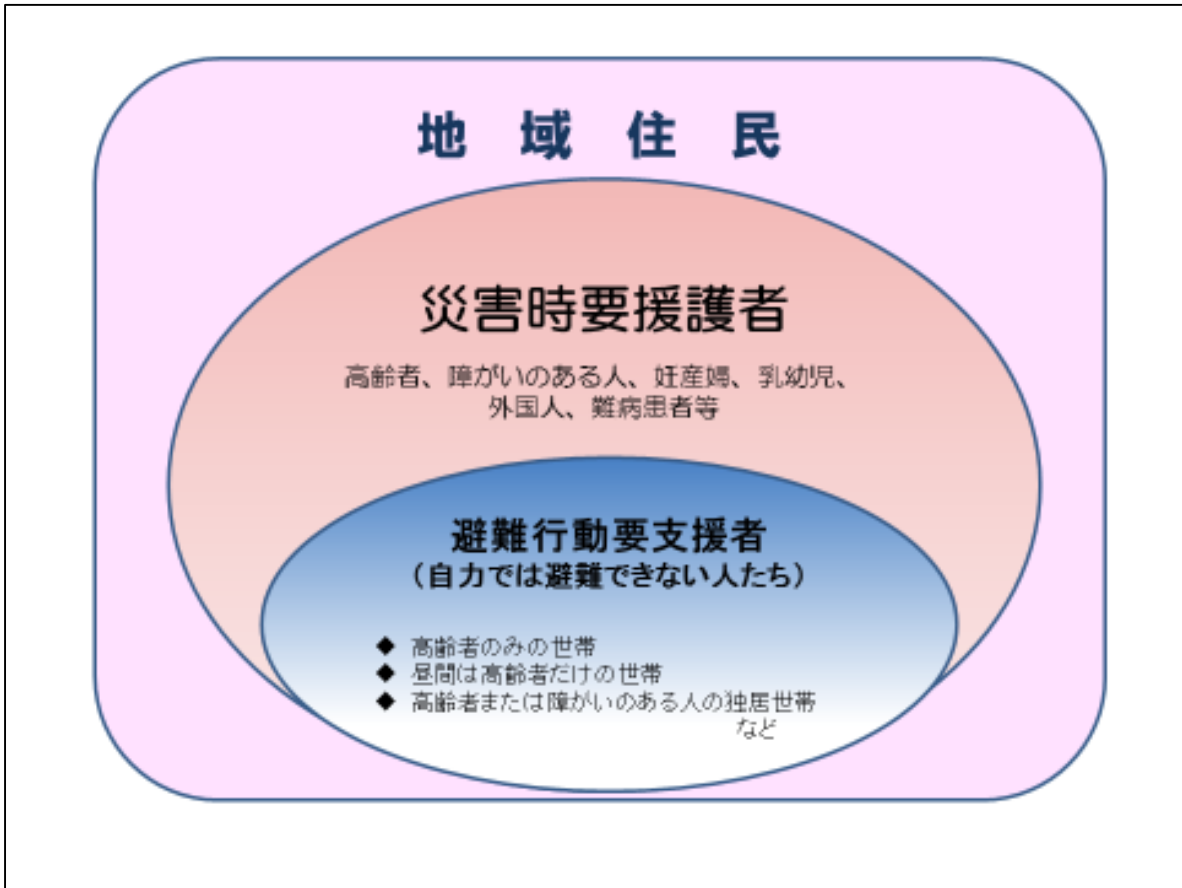 地域住民
災害時要援護者
高齢者、障がいのある人、妊産婦、乳幼児、
外国人、難病患者等
避難行動要支援者
（自力では避難できない人たち）
◆ 高齢者のみの世帯
◆ 昼間は高齢者だけの世帯
◆ 高齢者または障がいのある人の独居世帯
など